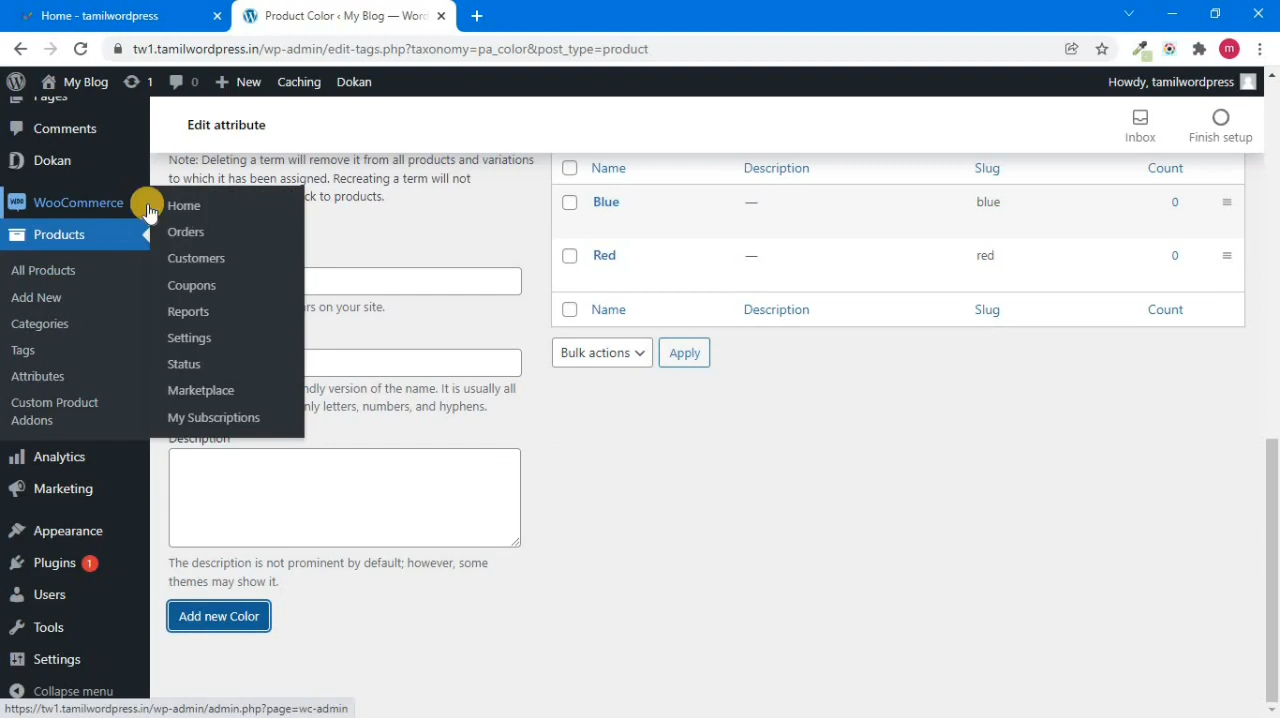 Home - tamilwordpress
Product Color ‹ My Blog — Word
tw1.tamilwordpress.in/wp-admin/edit-tags.php?taxonomy=pa_color&post_type=product
m
My Blog
1
0
New
Caching
Dokan
Howdy, tamilwordpress
Pages
Comments
Dokan
WooCommerce
Products
All Products
Add New
Categories
Tags
Attributes
Custom Product
Addons
Analytics
Marketing
Appearance
Plugins 1
Users
Tools
Settings
Collapse menu
Home
Orders
Customers
Coupons
Reports
Settings
Status
Marketplace
My Subscriptions
Edit attribute
Inbox
Finish setup
Note: Deleting a term will remove it from all products and variations
to which it has been assigned. Recreating a term will not
ck to products.
rs on your site.
ndly version of the name. It is usually all
nly letters, numbers, and hyphens.
Description
The description is not prominent by default; however, some
themes may show it.
Add new Color
Name Description Slug Count
Blue — blue 0
Red — red 0
Name Description Slug Count
Bulk actions
Apply
https://tw1.tamilwordpress.in/wp-admin/admin.php?page=wc-admin